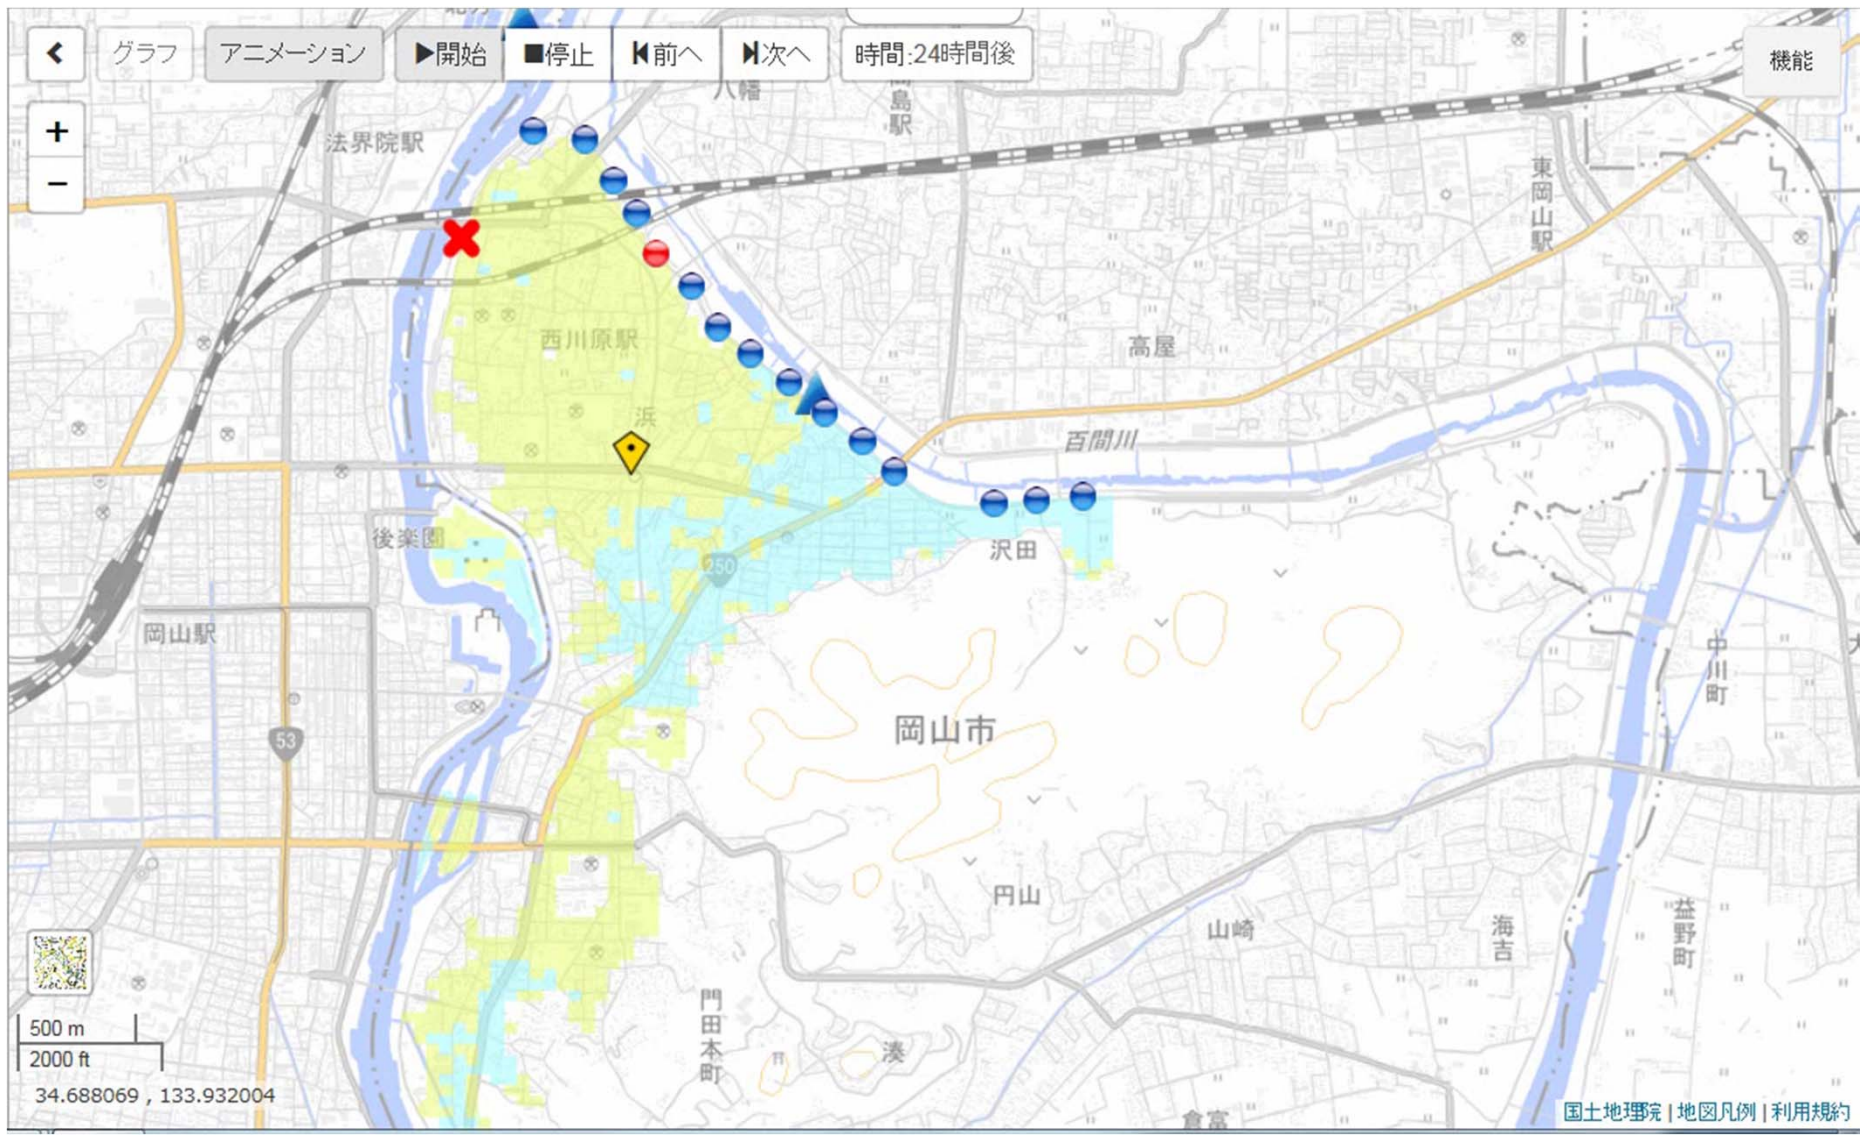 グラフ
アニメーション
▶開始
■停止
前へ
次へ
時間:24時間後
機能
+
−
八幡
島駅
法界院駅
東岡山駅
西川原駅
高屋
浜
百間川
後楽園
沢田
250
岡山駅
中川町
岡山市
53
円山
山崎
海吉
益野町
門田本町
湊
倉富
500 m
2000 ft
34.688069 , 133.932004
国土地理院 | 地図凡例 | 利用規約